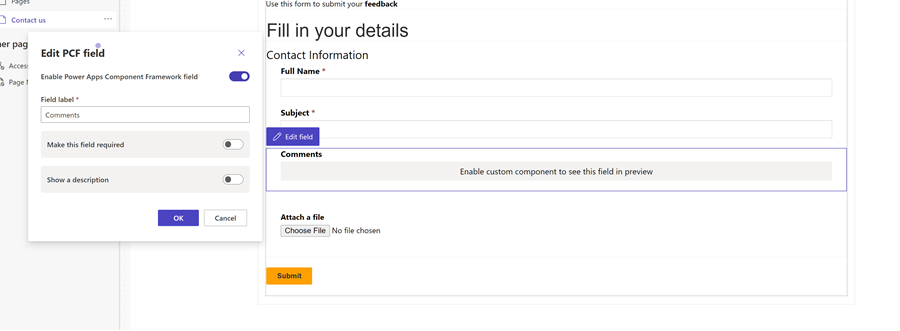 Pages
Contact us
...
ner pag
Access
Page N
Edit PCF field
Enable Power Apps Component Framework field
Field label *
Comments
Make this field required
Show a description
OK
Cancel
Use this form to submit your feedback
Fill in your details
Contact Information
Full Name *
Subject *
Edit field
Comments
Enable custom component to see this field in preview
Attach a file
Choose File No file chosen
Submit